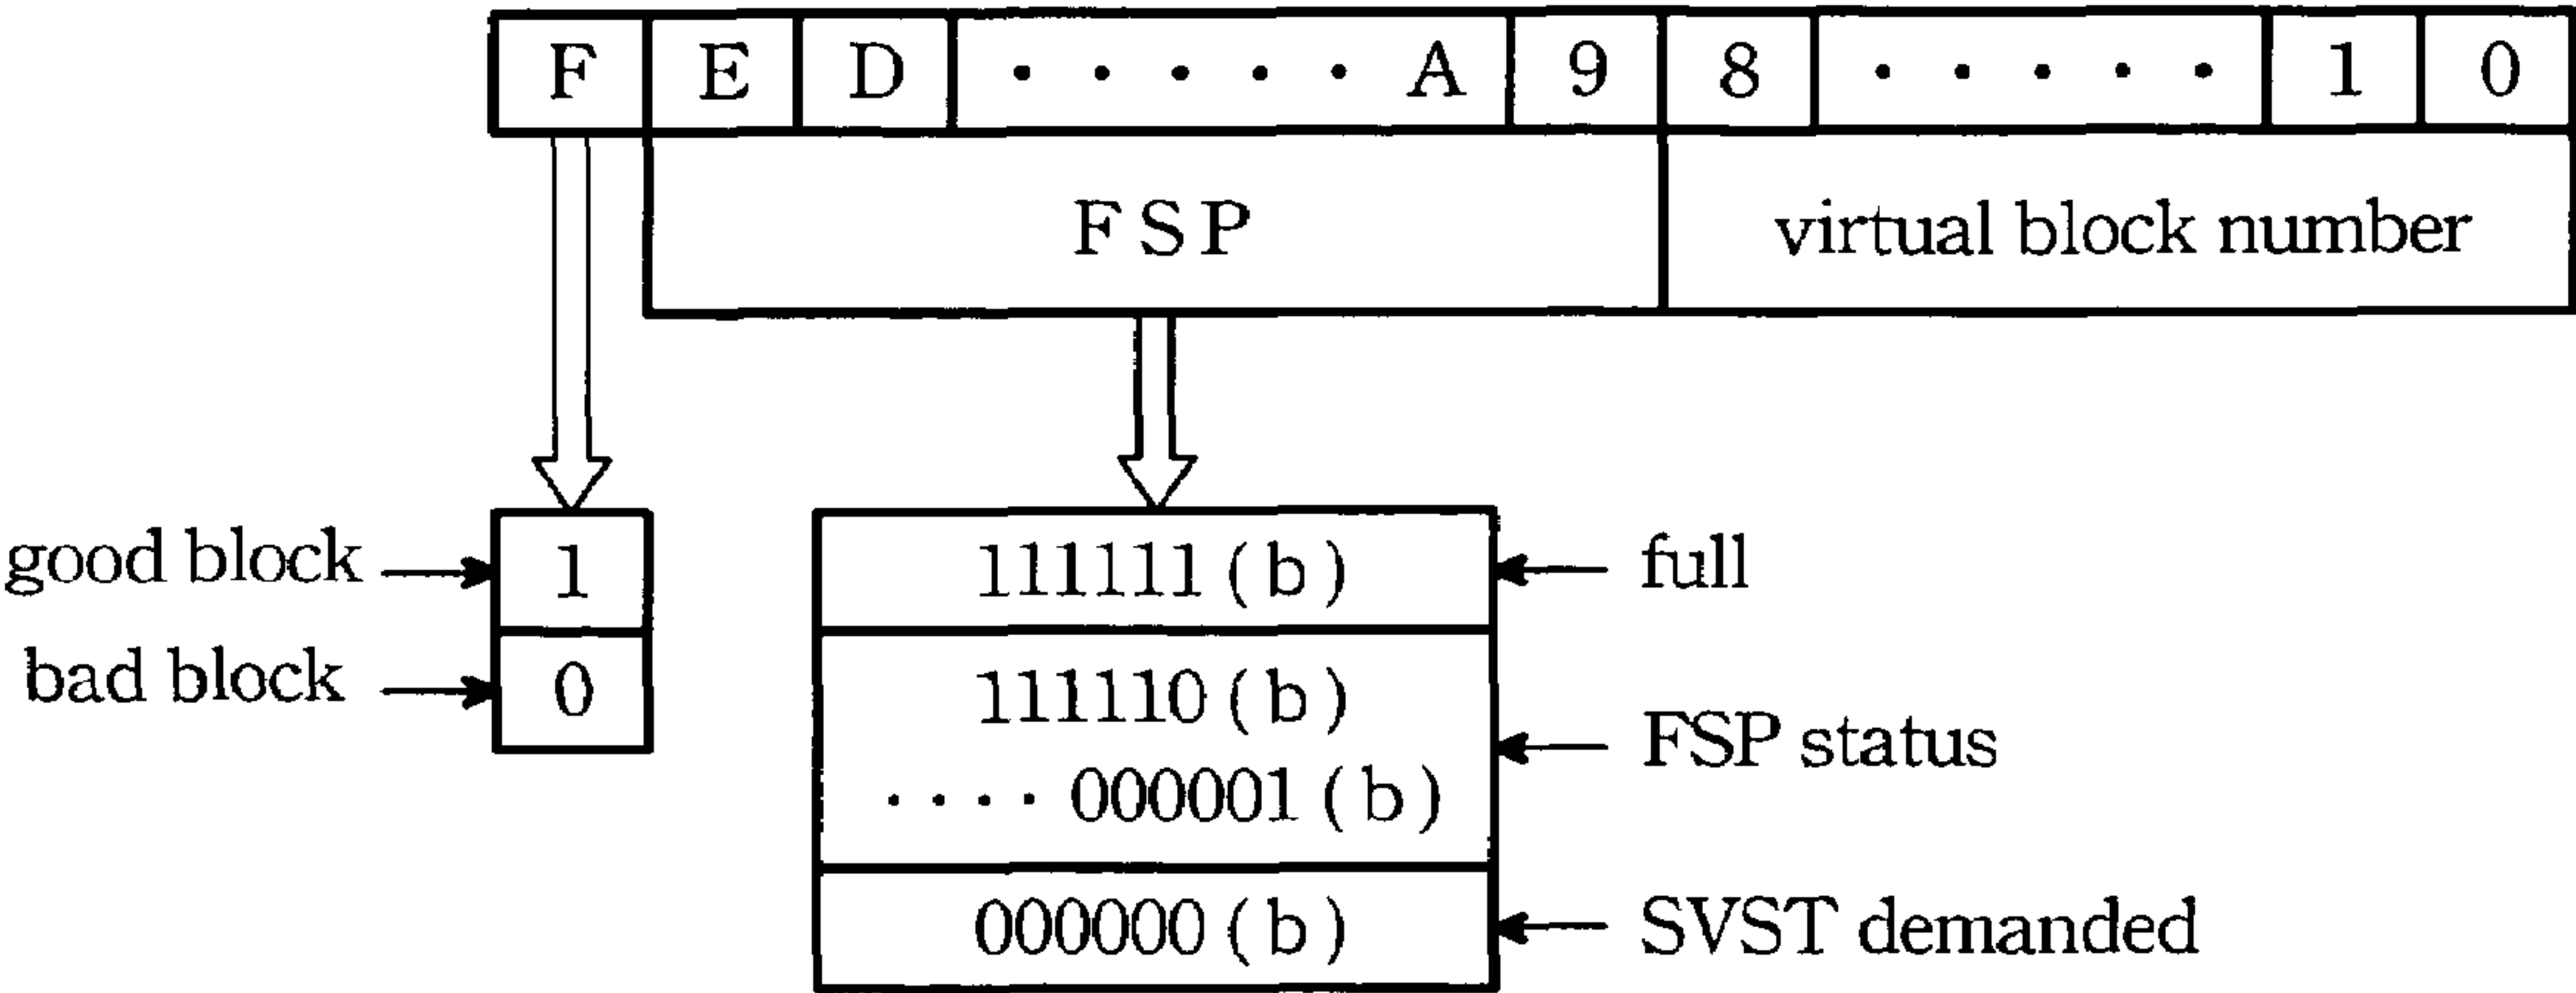 F E D · · · · · A 9 8 · · · · · 1 0
FSP virtual block number
good block 1 111111 (b) full
bad block 0 111110 (b)
· · · · 000001 (b) FSP status
000000 (b) SVST demanded